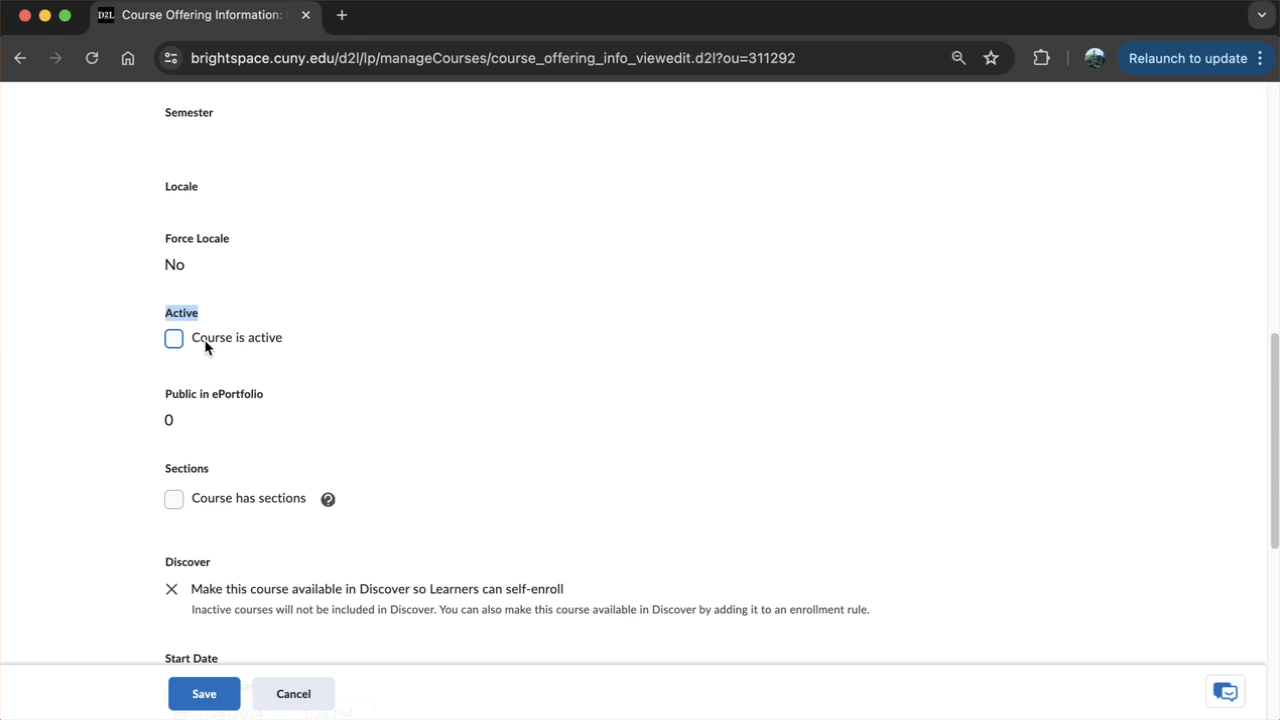 D2L Course Offering Information:
brightspace.cuny.edu/d2l/lp/manageCourses/course_offering_info_viewedit.d2l?ou=311292
Relaunch to update
Semester
Locale
Force Locale
No
Active
Course is active
Public in ePortfolio
0
Sections
Course has sections
Discover
Make this course available in Discover so Learners can self-enroll
Inactive courses will not be included in Discover. You can also make this course available in Discover by adding it to an enrollment rule.
Start Date
Save
Cancel